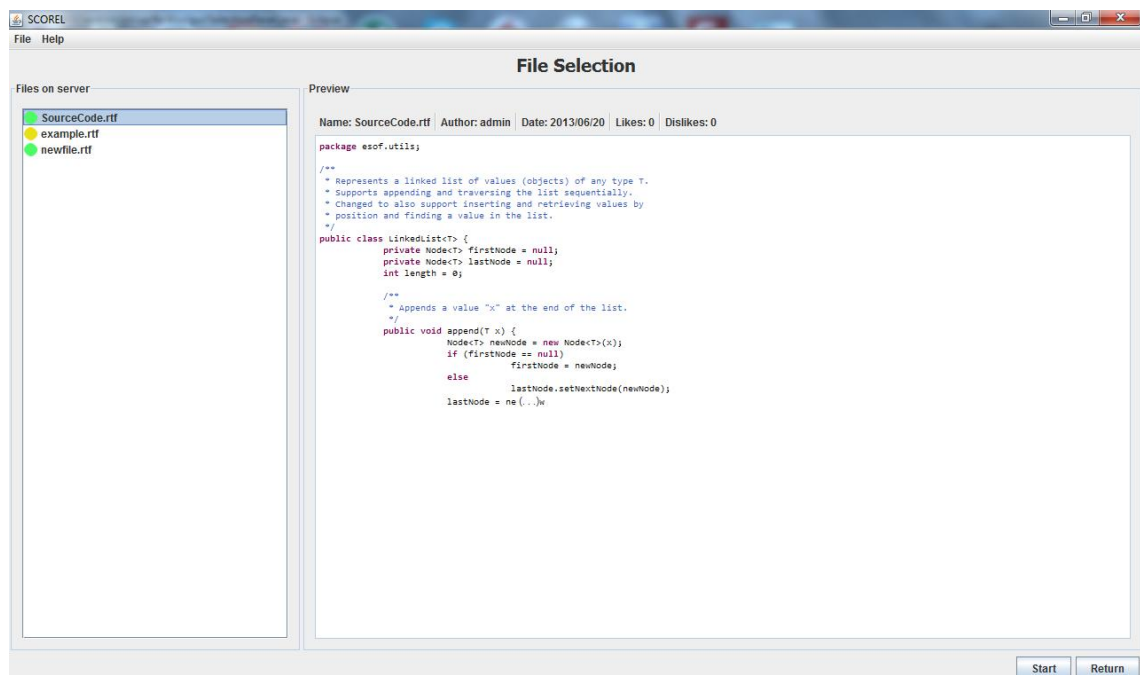 SCOREL
File Help
File Selection
Files on server
SourceCode.rtf
example.rtf
newfile.rtf
Preview
Name: SourceCode.rtf Author: admin Date: 2013/06/20 Likes: 0 Dislikes: 0
package esof.utils;
/**
* Represents a linked list of values (objects) of any type T.
* Supports appending and traversing the list sequentially.
* Changed to also support inserting and retrieving values by
* position and finding a value in the list.
*/
public class LinkedList<T> {
private Node<T> firstNode = null;
private Node<T> lastNode = null;
int length = 0;
/**
* Appends a value "x" at the end of the list.
*/
public void append(T x) {
Node<T> newNode = new Node<T>(x);
if (firstNode == null)
firstNode = newNode;
else
lastNode.setNextNode(newNode);
lastNode = ne(...)w
Start Return